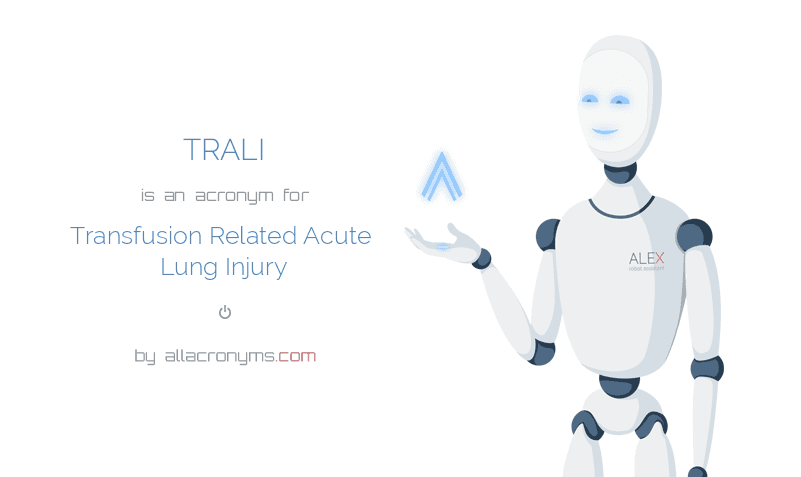 TRALI
is an acronym for
Transfusion Related Acute
Lung Injury
by allacronyms.com
ALEX
robot assistant